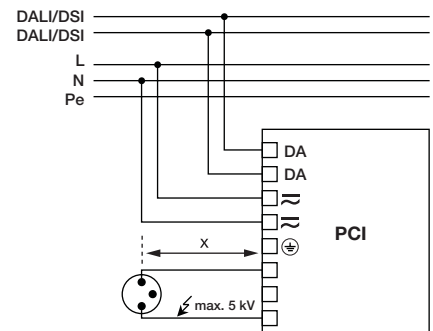 DALI/DSI
DALI/DSI
L
N
Pe
DA
DA
PCI
x
max. 5 kV